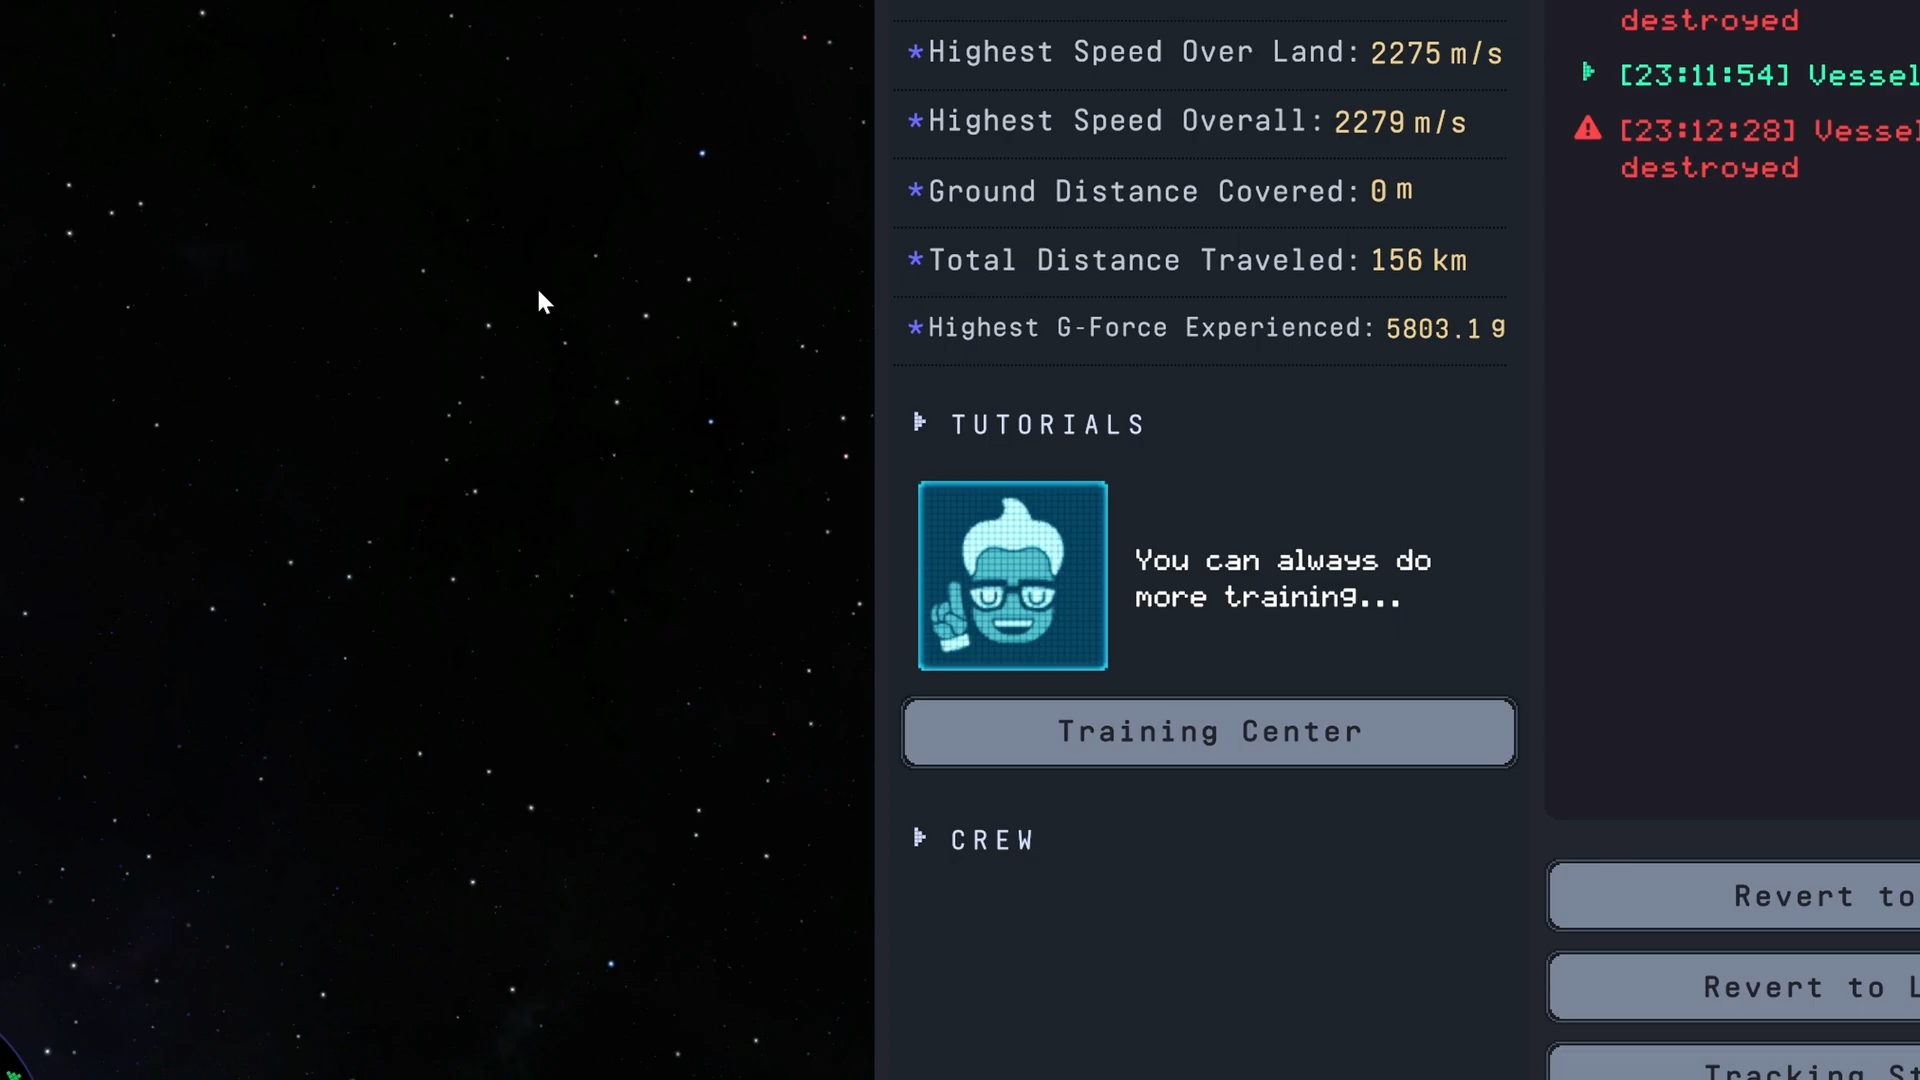 *Highest Speed Over Land: 2275 m/s
*Highest Speed Overall: 2279 m/s
*Ground Distance Covered: 0 m
*Total Distance Traveled: 156 km
*Highest G-Force Experienced: 5803.1 g
TUTORIALS
You can always do
more training...
Training Center
CREW
destroyed
[23:11:54] Vessel
[23:12:28] Vessel
destroyed
Revert to
Revert to L
Tracking St